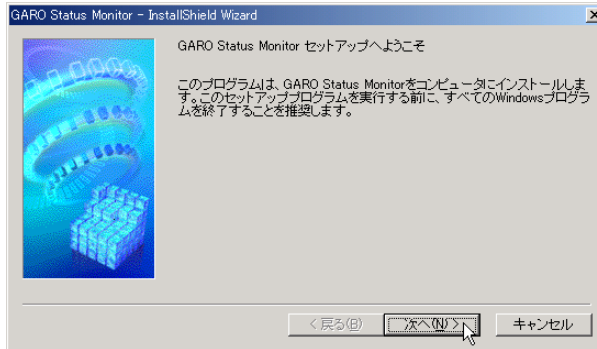 GARO Status Monitor - InstallShield Wizard
GARO Status Monitor セットアップへようこそ
このプログラムは、GARO Status Monitorをコンピュータにインストールしま
す。このセットアッププログラムを実行する前に、すべてのWindowsプログラ
ムを終了することを推奨します。
< 戻る(B)
次へ(N) >
キャンセル